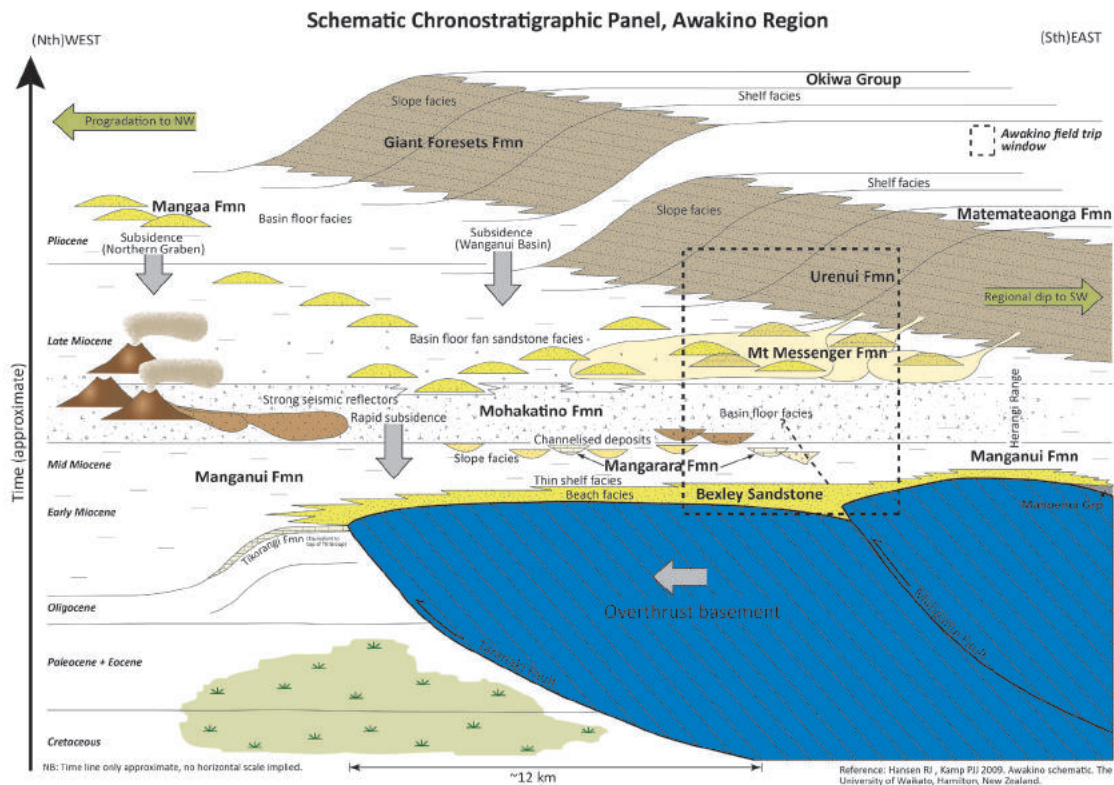 Schematic Chronostratigraphic Panel, Awakino Region
(Nth)WEST
(Sth)EAST
Okiwa Group
Slope facies
Shelf facies
Progradation to NW
Giant Foresets Fmn
Awakino field trip
window
Shelf facies
Mangaa Fmn
Slope facies
Basin floor facies
Matemateaonga Fmn
Pliocene
Subsidence
(Northern Graben)
Subsidence
(Wanganui Basin)
Urenui Fmn
Regional dip to SW
Late Miocene
Basin floor fan sandstone facies
Mt Messenger Fmn
Time (approximate)
Strong seismic reflectors
Rapid subsidence
Mohakatino Fmn
Basin floor facies
?
Herangi Range
Channelised deposits
Mid Miocene
Slope facies
Mangarara Fmn
Manganui Fmn
Manganui Fmn
Thin shelf facies
Beach facies
Bexley Sandstone
Early Miocene
Tikorangi Fmn
Oligocene
Overthrust basement
Taranaki Fault
Paleocene + Eocene
Cretaceous
NB: Time line only approximate, no horizontal scale implied.
~12 km
Reference: Hansen RJ , Kamp PJJ 2009. Awakino schematic. The
University of Waikato, Hamilton, New Zealand.